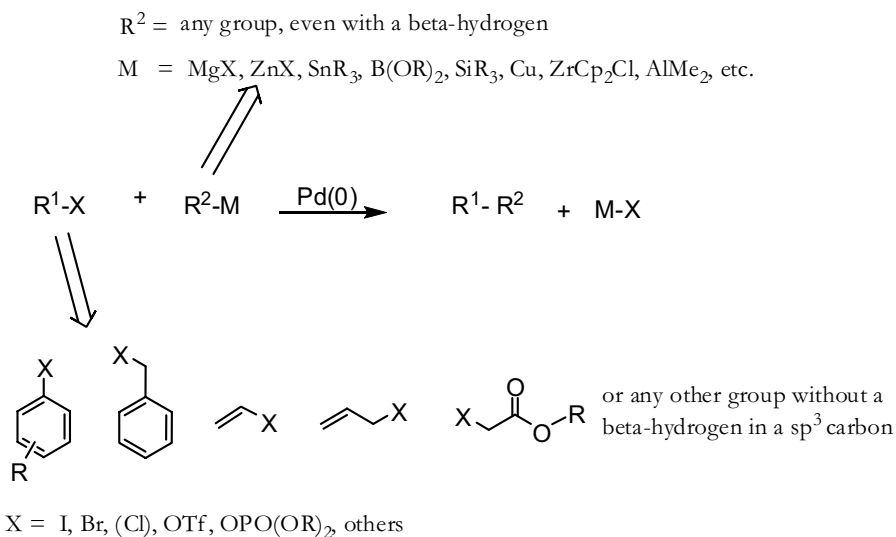 R² = any group, even with a beta-hydrogen
M = MgX, ZnX, SnR₃, B(OR)₂, SiR₃, Cu, ZrCp₂Cl, AlMe₂, etc.
R¹-X + R²-M Pd(0) R¹- R² + M-X
X
R
X
X
X
X
O
O
R
or any other group without a
beta-hydrogen in a sp³ carbon
X = I, Br, (Cl), OTf, OPO(OR)₂, others